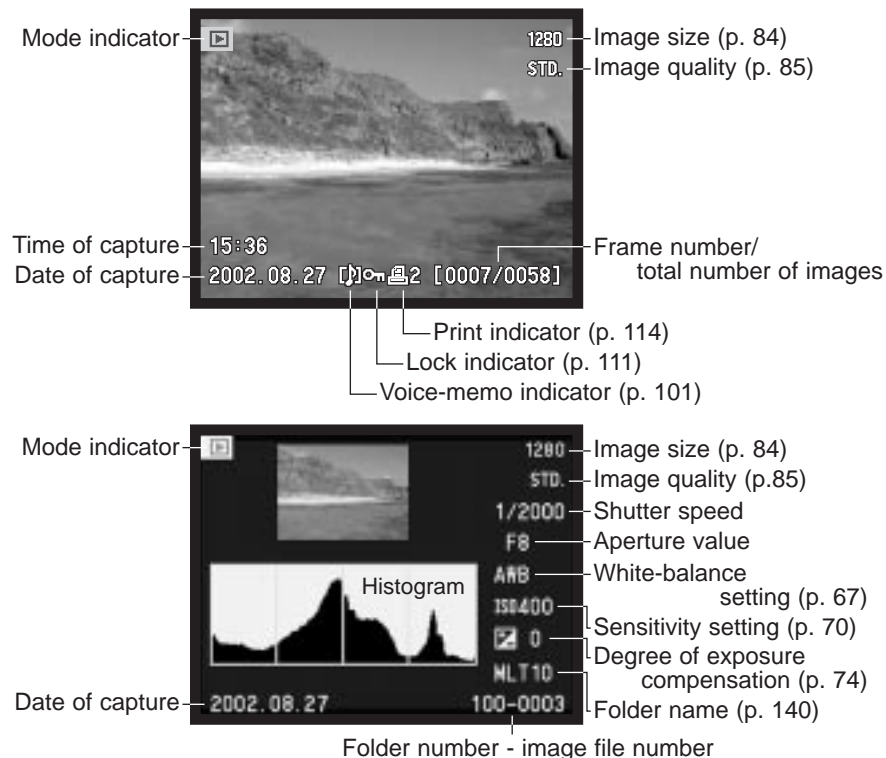 Mode indicator
1280
Image size (p. 84)
STD.
Image quality (p. 85)
Time of capture
15:36
Date of capture
2002.08.27
2 [0007/0058]
Frame number/
total number of images
Print indicator (p. 114)
Lock indicator (p. 111)
Voice-memo indicator (p. 101)
Mode indicator
1280
Image size (p. 84)
STD.
Image quality (p.85)
1/2000
Shutter speed
F8
Aperture value
AWB
White-balance
setting (p. 67)
Histogram
ISO400
Sensitivity setting (p. 70)
0
Degree of exposure
compensation (p. 74)
MLT10
Folder name (p. 140)
Date of capture
2002.08.27
100-0003
Folder number - image file number